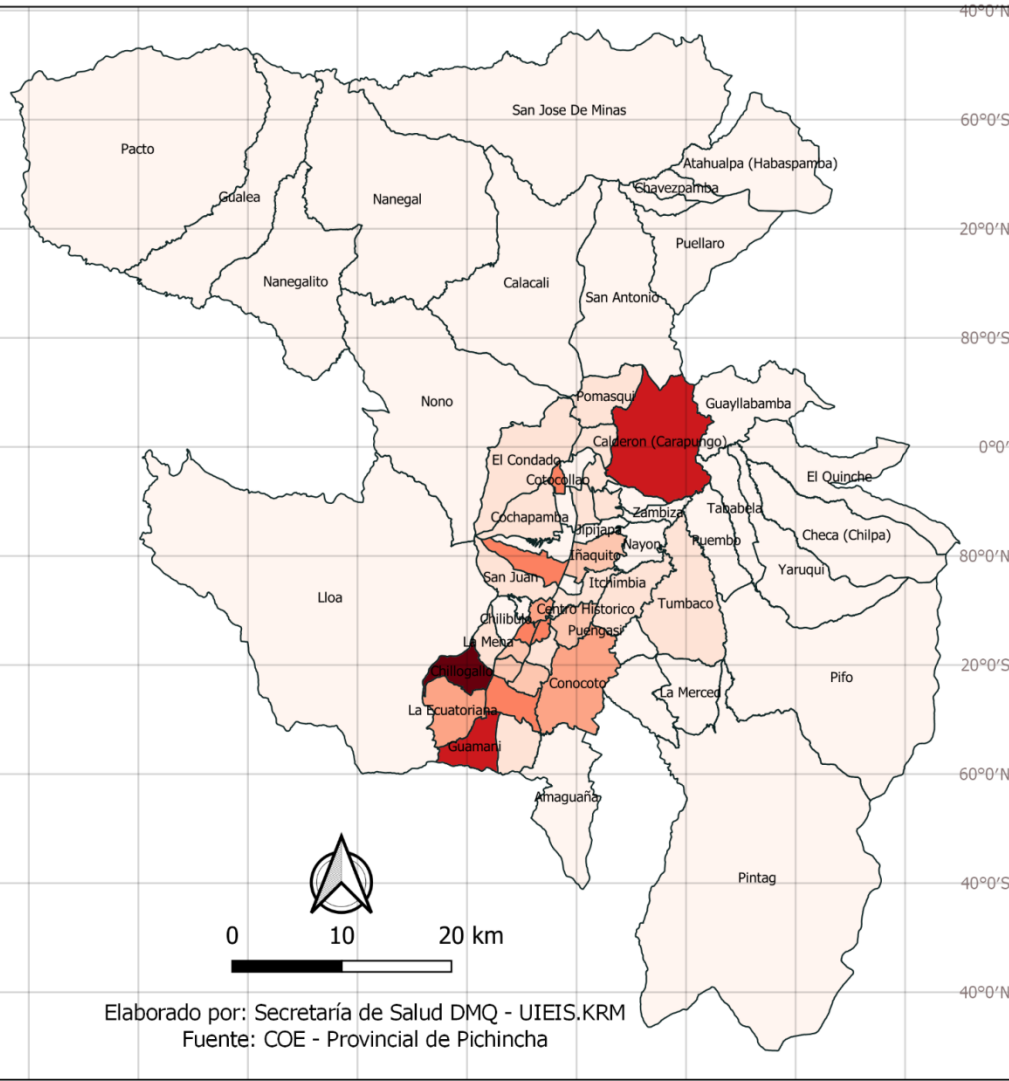 40°0'N
San Jose De Minas
60°0'S
Pacto
Atahualpa (Habaspamba)
Chavezpamba
Gualea
Nanegal
20°0'N
Puellaro
Nanegalito
Calacali
San Antonio
80°0'N
Pomasqui
Nono
Guayllabamba
Calderon (Carapungo)
0°0'N
El Condado
Cotocollao
El Quinche
Tababela
Zambiza
Cochapamba
Jipijapa
Checa (Chilpa)
Puembo
Nayon
Iñaquito
80°0'N
Yaruqui
San Juan
Itchimbia
Lloa
Tumbaco
Centro Historico
Chilibulo
Puengasi
La Mena
20°0'N
Chillogallo
Pifo
Conocoto
La Merced
La Ecuatoriana
Guamani
60°0'N
Amaguaña
Pintag
40°0'S
0 10 20 km
40°0'N
Elaborado por: Secretaría de Salud DMQ - UIEIS.KRM
Fuente: COE - Provincial de Pichincha